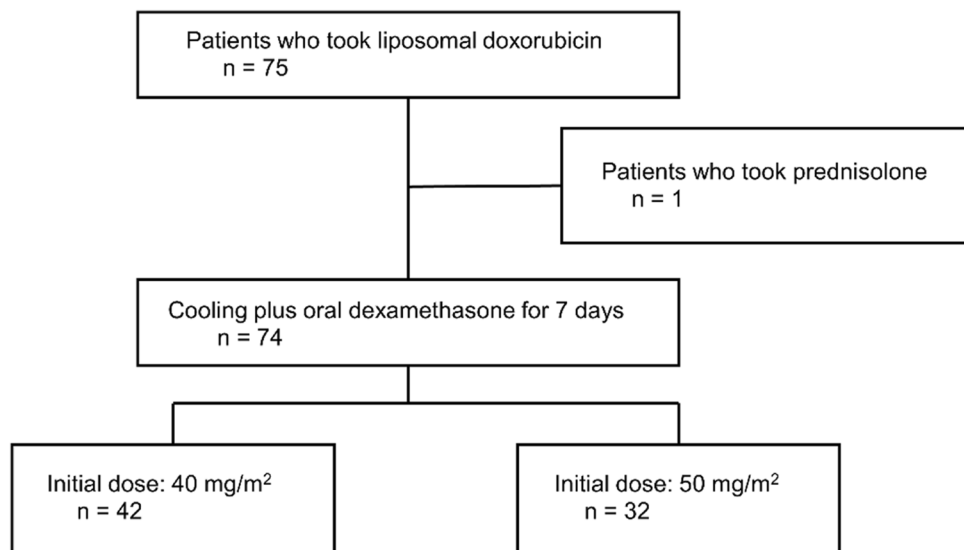 Patients who took liposomal doxorubicin
n = 75
Patients who took prednisolone
n = 1
Cooling plus oral dexamethasone for 7 days
n = 74
Initial dose: 40 mg/m²
n = 42
Initial dose: 50 mg/m²
n = 32